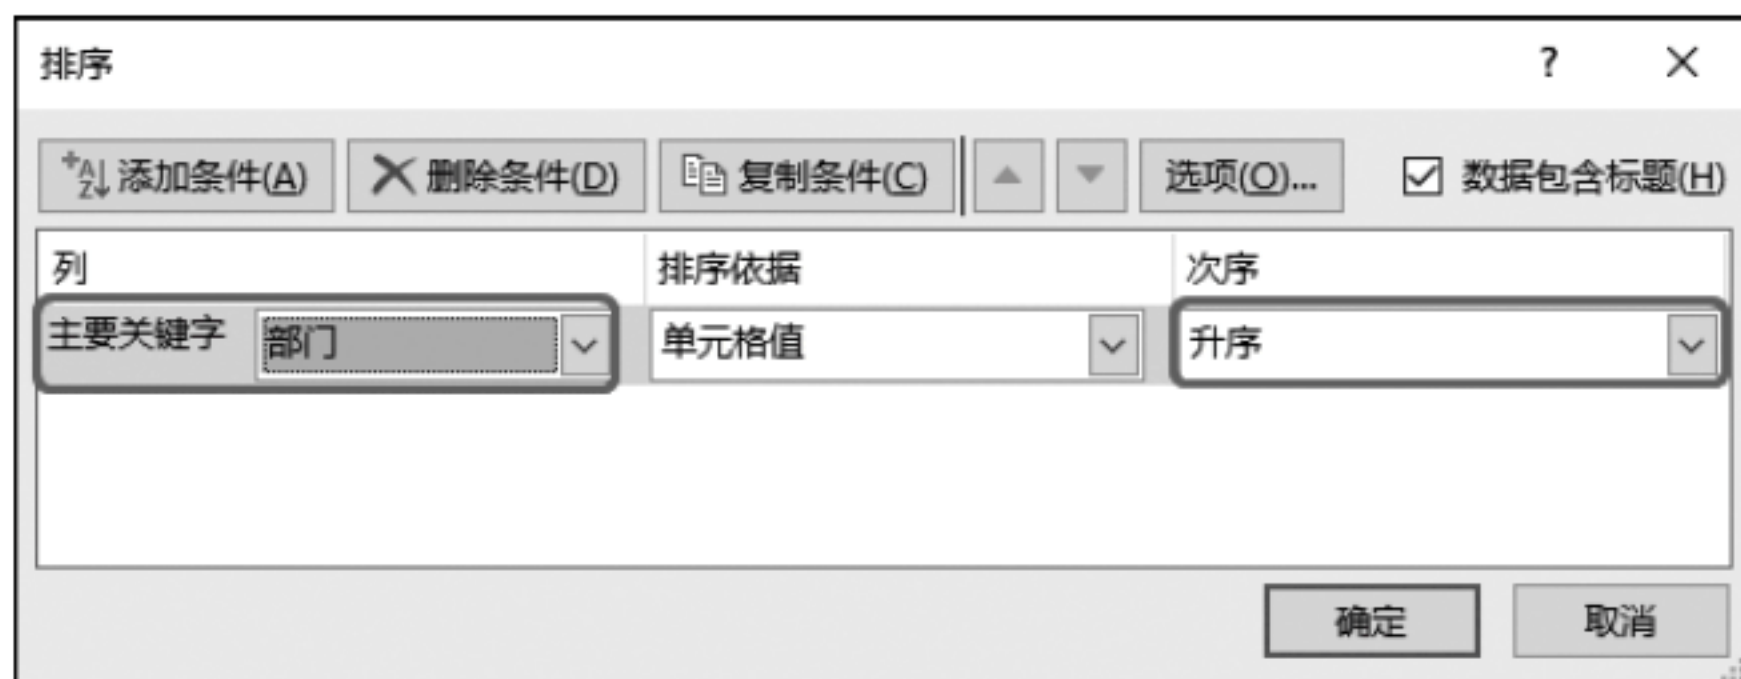 排序 ?
添加条件(A) 删除条件(D) 复制条件(C) 选项(O)... 数据包含标题(H)
列 排序依据 次序
主要关键字 部门 单元格值 升序
确定 取消